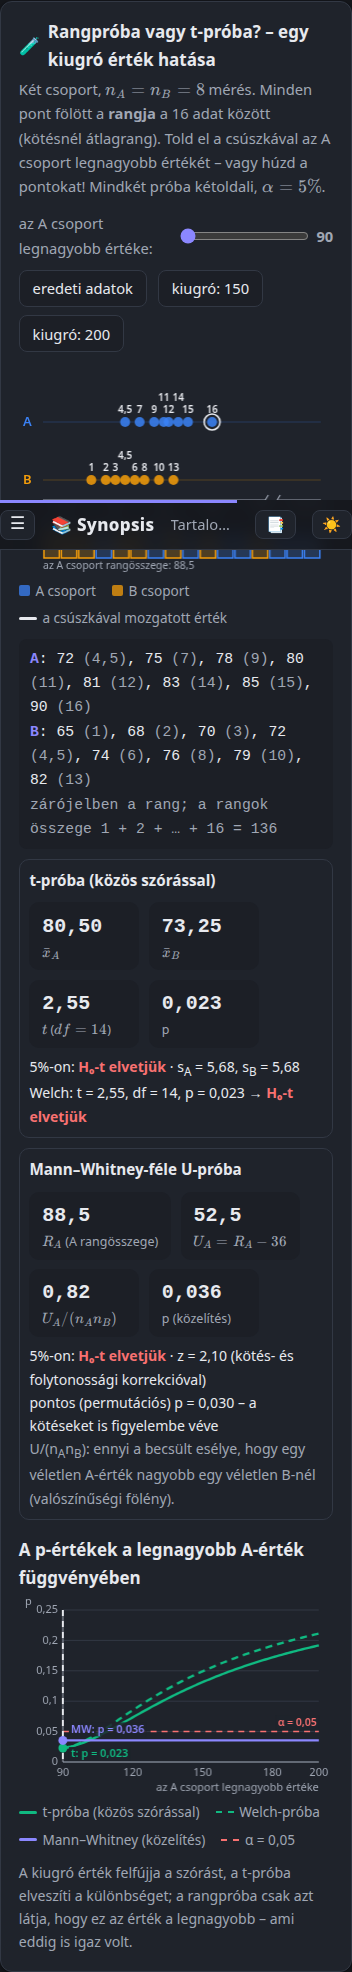 🧪 Rangpróba vagy t-próba? – egy
kiugró érték hatása
Két csoport, n_A = n_B = 8 mérés. Minden
pont fölött a rangja a 16 adat között
(kötésnél átlagrang). Told el a csúszkával az A
csoport legnagyobb értékét – vagy húzd a
pontokat! Mindkét próba kétoldali, α = 5%.
az A csoport
legnagyobb értéke:
90
eredeti adatok
kiugró: 150
kiugró: 200
11 14
4,5 7 9 12 15 16
A
4,5
1 2 3 6 8 10 13
B
☰ 📚 Synopsis Tartalo... 📑 ☀️
az A csoport rangösszege: 88,5
A csoport B csoport
a csúszkával mozgatott érték
A: 72 (4,5), 75 (7), 78 (9), 80
(11), 81 (12), 83 (14), 85 (15),
90 (16)
B: 65 (1), 68 (2), 70 (3), 72
(4,5), 74 (6), 76 (8), 79 (10),
82 (13)
zárójelben a rang; a rangok
összege 1 + 2 + … + 16 = 136
t-próba (közös szórással)
80,50 73,25
x̄_A x̄_B
2,55 0,023
t (df = 14) p
5%-on: H₀-t elvetjük · s_A = 5,68, s_B = 5,68
Welch: t = 2,55, df = 14, p = 0,023 → H₀-t
elvetjük
Mann–Whitney-féle U-próba
88,5 52,5
R_A (A rangösszege) U_A = R_A − 36
0,82 0,036
U_A/(n_A n_B) p (közelítés)
5%-on: H₀-t elvetjük · z = 2,10 (kötés- és
folytonossági korrekcióval)
pontos (permutációs) p = 0,030 – a
kötéseket is figyelembe véve
U/(n_An_B): ennyi a becsült esélye, hogy egy
véletlen A-érték nagyobb egy véletlen B-nél
(valószínűségi fölény).
A p-értékek a legnagyobb A-érték
függvényében
p
0,25
0,2
0,15
0,1
0,05
0
α = 0,05
MW: p = 0,036
t: p = 0,023
90 120 150 180 200
az A csoport legnagyobb értéke
t-próba (közös szórással) Welch-próba
Mann–Whitney (közelítés) α = 0,05
A kiugró érték felfújja a szórást, a t-próba
elveszíti a különbséget; a rangpróba csak azt
látja, hogy ez az érték a legnagyobb – ami
eddig is igaz volt.